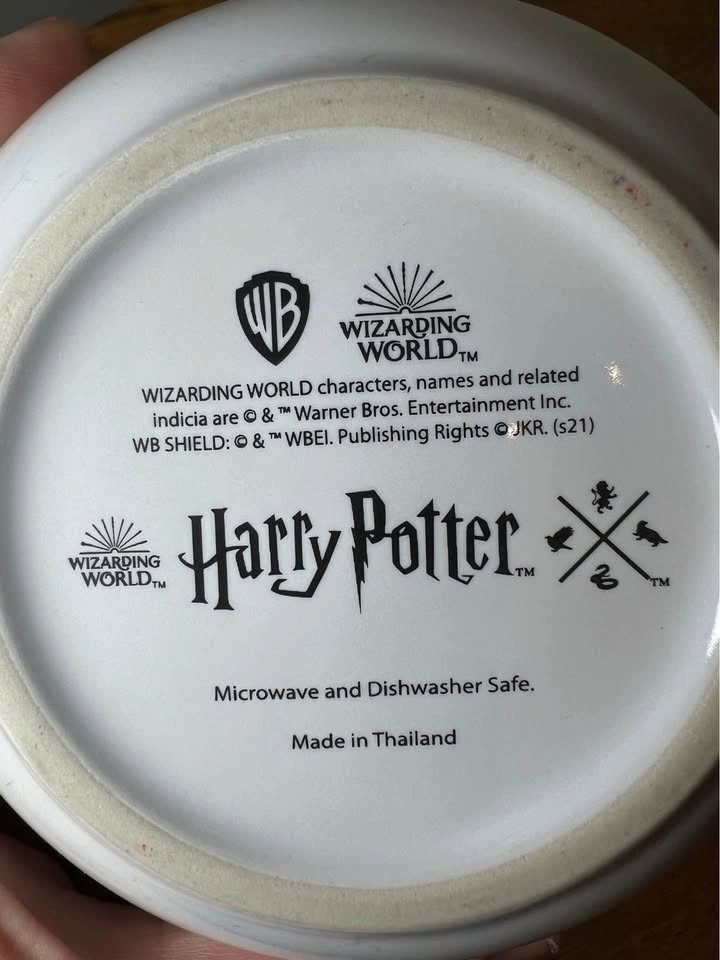 WB
WIZARDING
WORLD™
WIZARDING WORLD characters, names and related
indicia are © & ™ Warner Bros. Entertainment Inc.
WB SHIELD: © & ™ WBEI. Publishing Rights © JKR. (s21)
WIZARDING
WORLD™
Harry Potter™
™
Microwave and Dishwasher Safe.
Made in Thailand